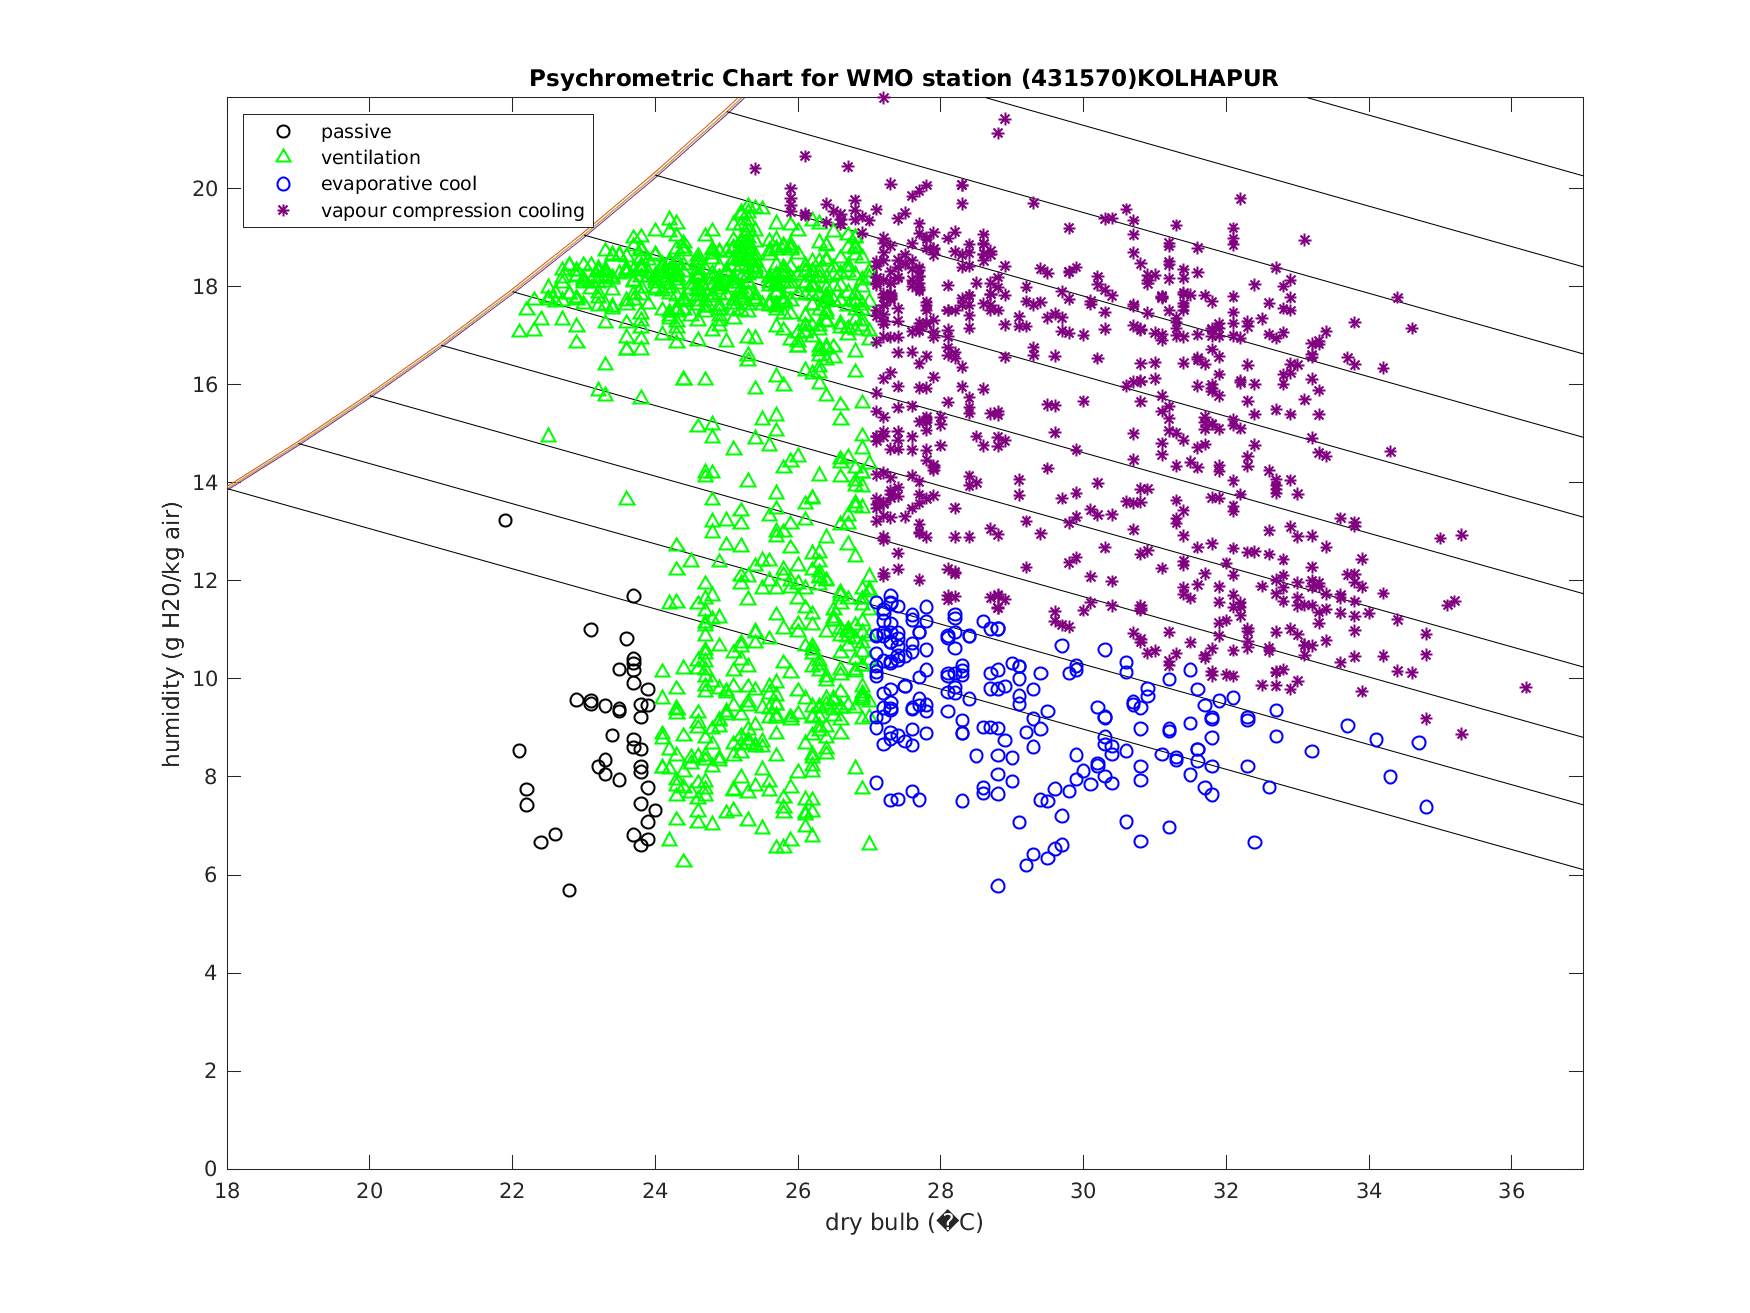 Psychrometric Chart for WMO station (431570)KOLHAPUR
passive
ventilation
evaporative cool
vapour compression cooling
humidity (g H20/kg air)
20
18
16
14
12
10
8
6
4
2
0
18 20 22 24 26 28 30 32 34 36
dry bulb (�C)